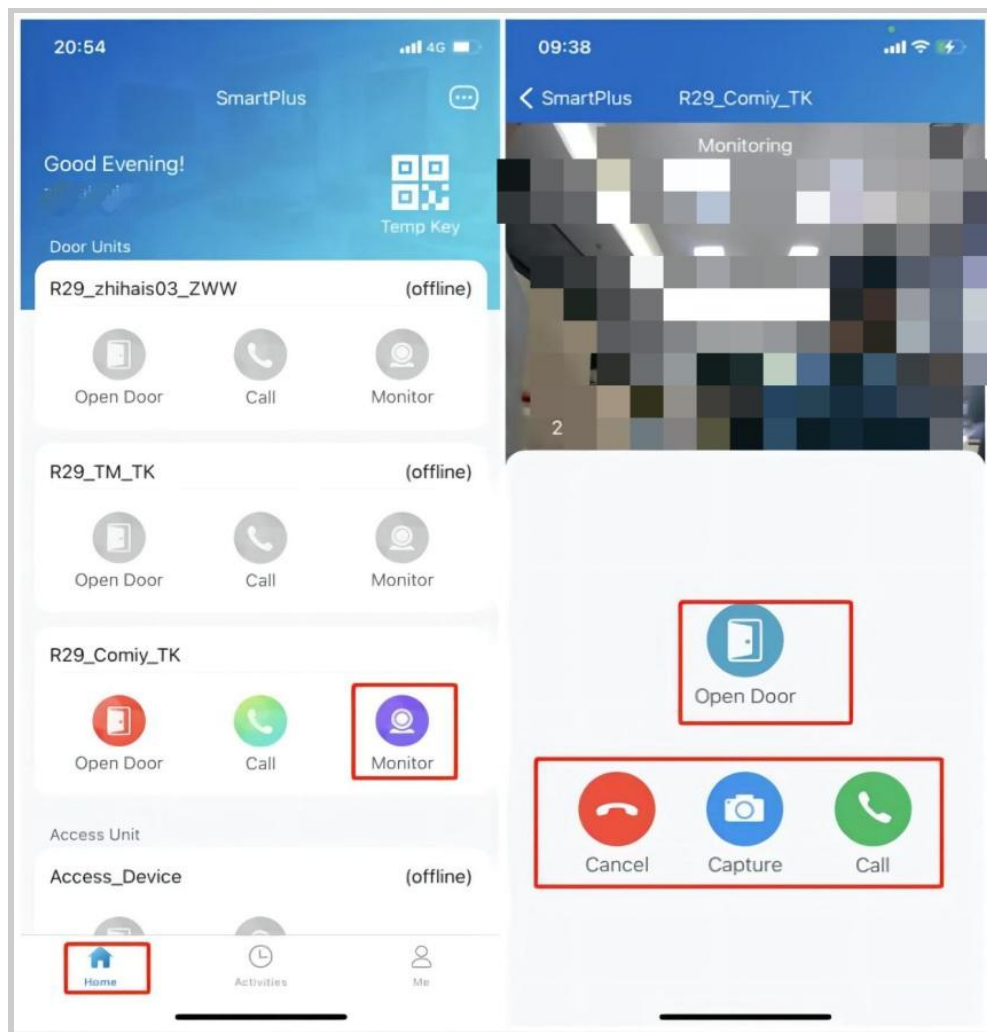 20:54
4G
SmartPlus
Good Evening!
Temp Key
Door Units
R29_zhihais03_ZWW (offline)
Open Door Call Monitor
R29_TM_TK (offline)
Open Door Call Monitor
R29_Comiy_TK
Open Door Call Monitor
Access Unit
Access_Device (offline)
Home Activities Me
09:38
SmartPlus R29_Comiy_TK
Monitoring
2
Open Door
Cancel Capture Call